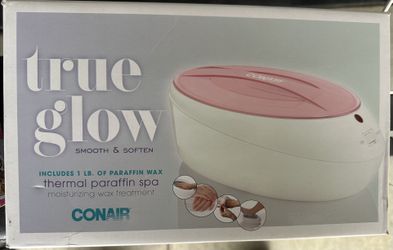 true
glow
SMOOTH & SOFTEN
INCLUDES 1 LB. OF PARAFFIN WAX
thermal paraffin spa
moisturizing wax treatment
CONAIR
CONAIR